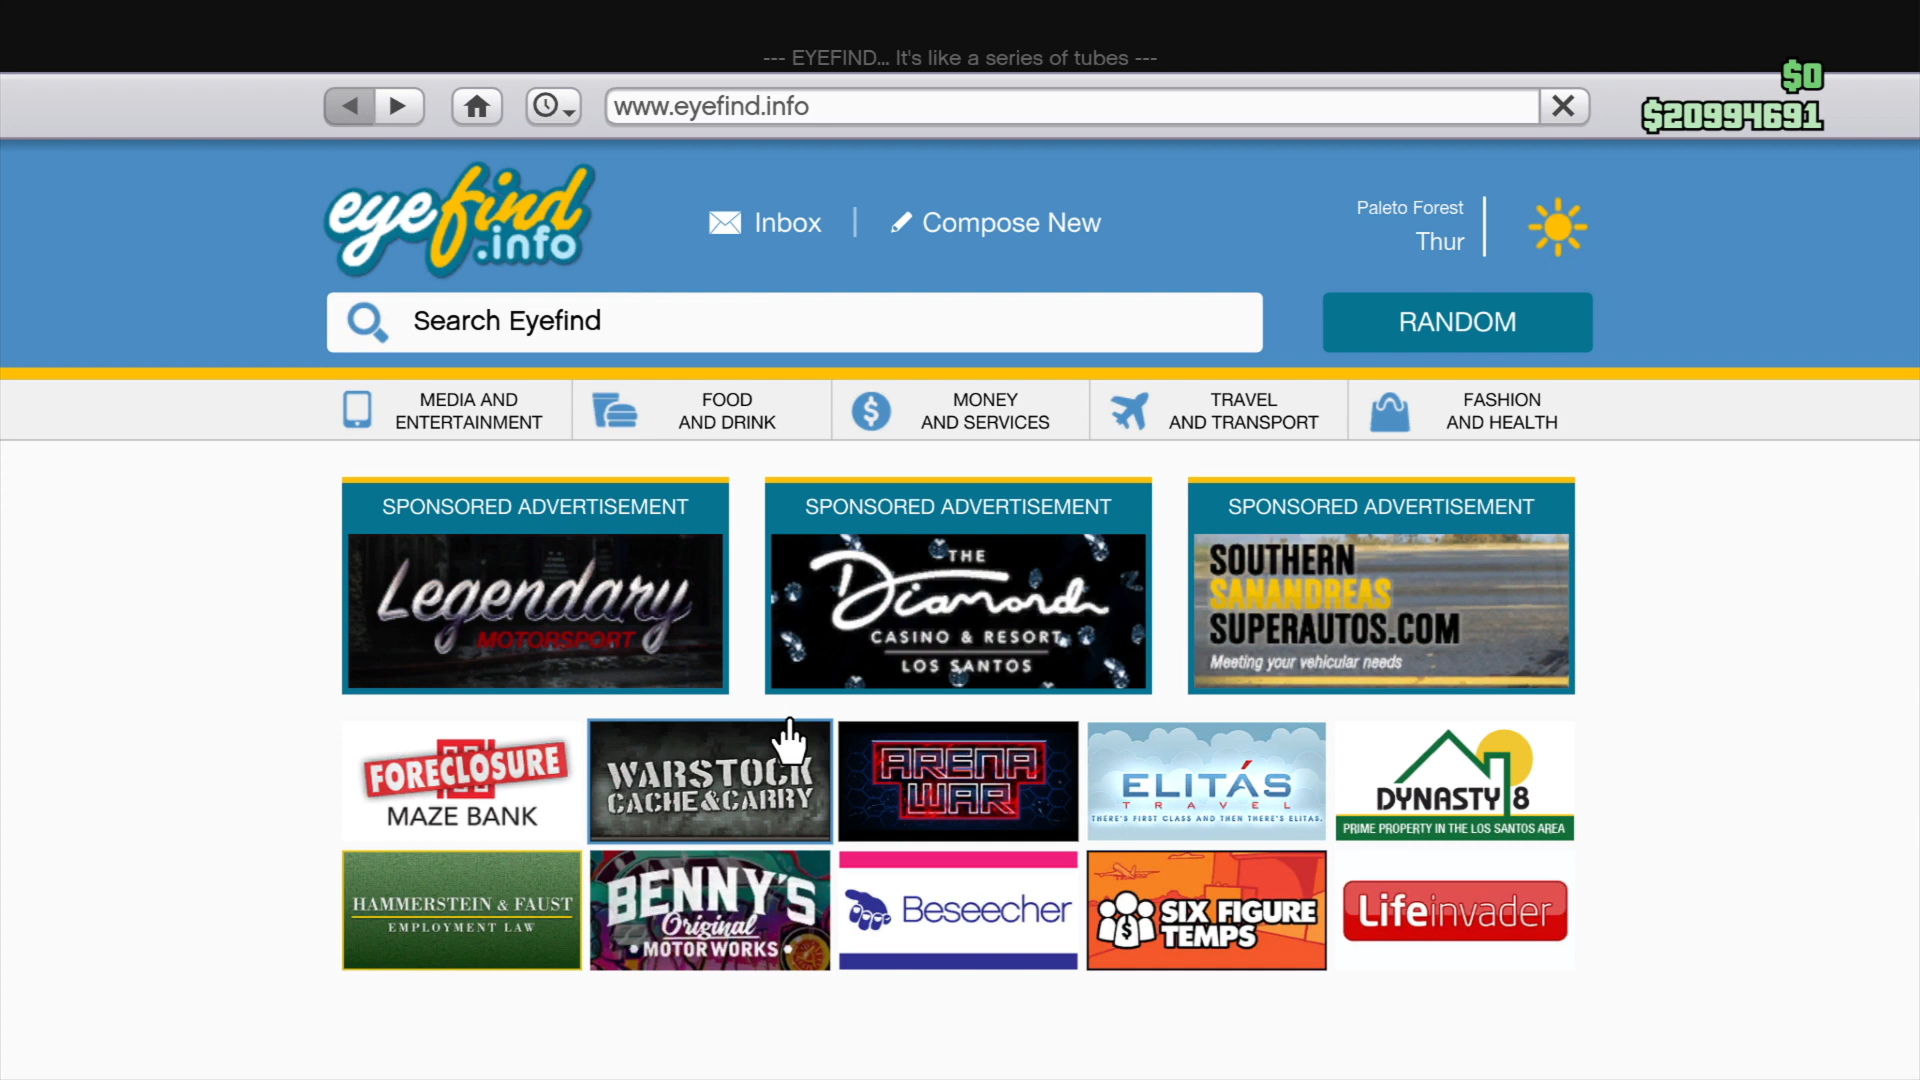 --- EYEFIND... It's like a series of tubes ---
$0
www.eyefind.info
$20994691
eyefind
.info
Inbox
Compose New
Paleto Forest
Thur
Search Eyefind
RANDOM
MEDIA AND
ENTERTAINMENT
FOOD
AND DRINK
MONEY
AND SERVICES
TRAVEL
AND TRANSPORT
FASHION
AND HEALTH
SPONSORED ADVERTISEMENT
Legendary
MOTORSPORT
SPONSORED ADVERTISEMENT
THE
Diamond
CASINO & RESORT
LOS SANTOS
SPONSORED ADVERTISEMENT
SOUTHERN
SANANDREAS
SUPERAUTOS.COM
Meeting your vehicular needs
FORECLOSURE
MAZE BANK
WARSTOCK
CACHE&CARRY
ARENA
WAR
ELITÁS
TRAVEL
THERE'S FIRST CLASS AND THEN THERE'S ELITAS.
DYNASTY 8
PRIME PROPERTY IN THE LOS SANTOS AREA
HAMMERSTEIN & FAUST
EMPLOYMENT LAW
BENNY'S
Original
MOTOR WORKS
Beseecher
SIX FIGURE
TEMPS
Lifeinvader